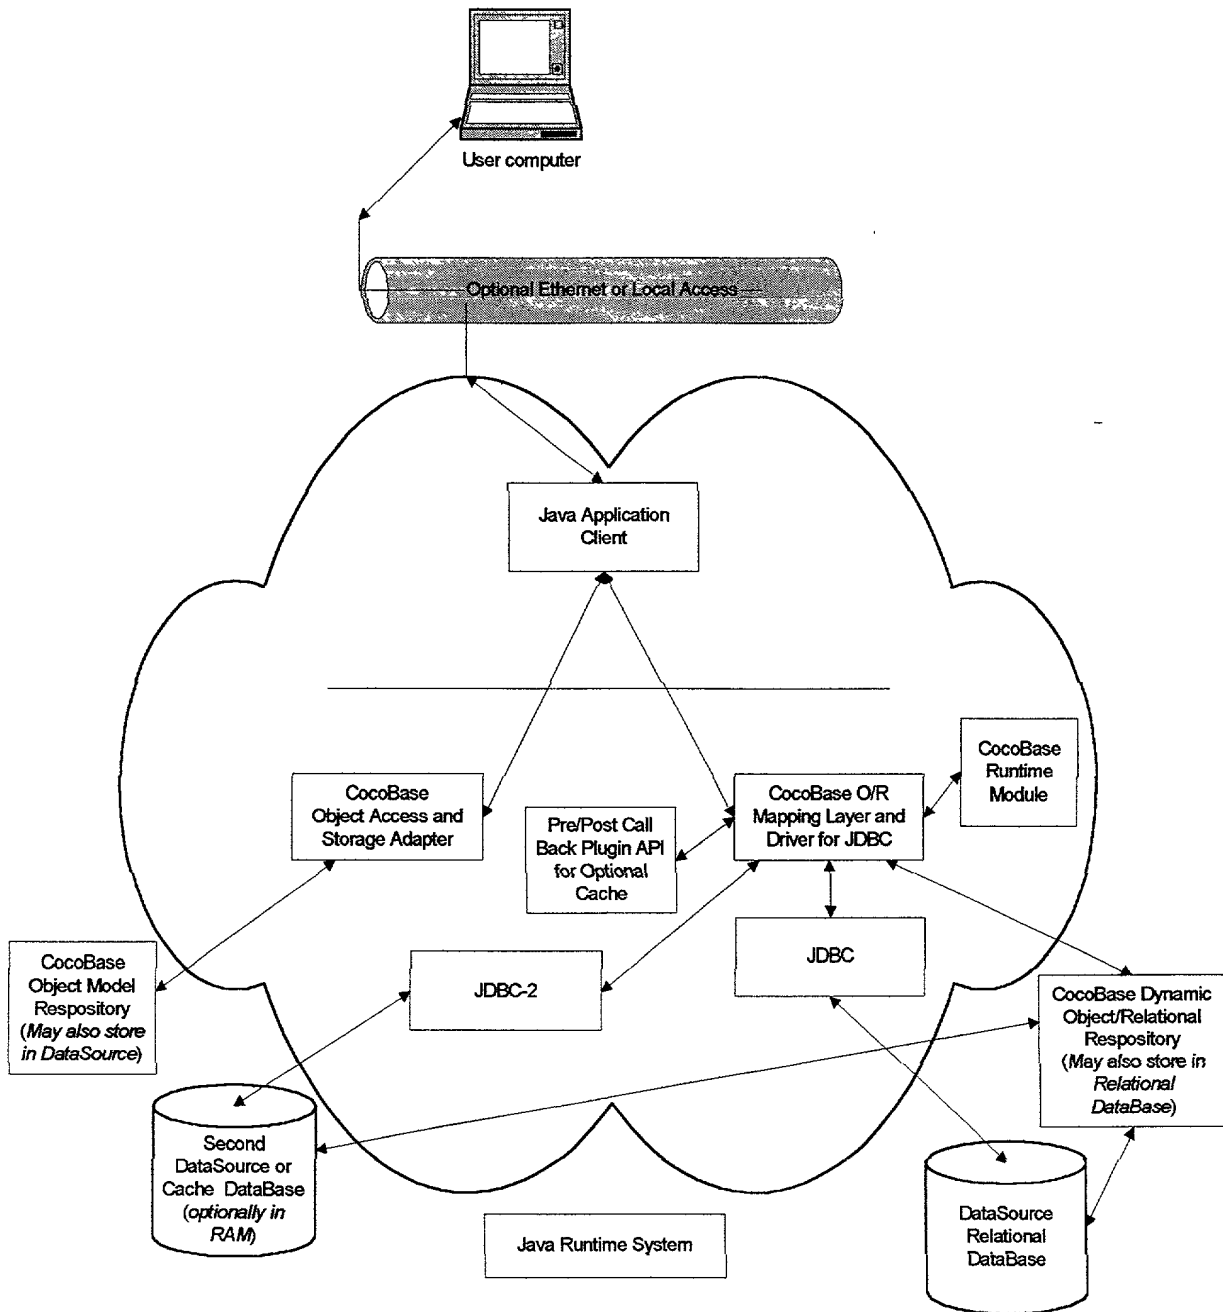 User computer
Optional Ethernet or Local Access
Java Application
Client
CocoBase
Runtime
Module
CocoBase
Object Access and
Storage Adapter
CocoBase O/R
Mapping Layer and
Driver for JDBC
Pre/Post Call
Back Plugin API
for Optional
Cache
JDBC
CocoBase
Object Model
Respository
(May also store
in DataSource)
JDBC-2
CocoBase Dynamic
Object/Relational
Respository
(May also store in
Relational
DataBase)
Second
DataSource or
Cache DataBase
(optionally in
RAM)
DataSource
Relational
DataBase
Java Runtime System